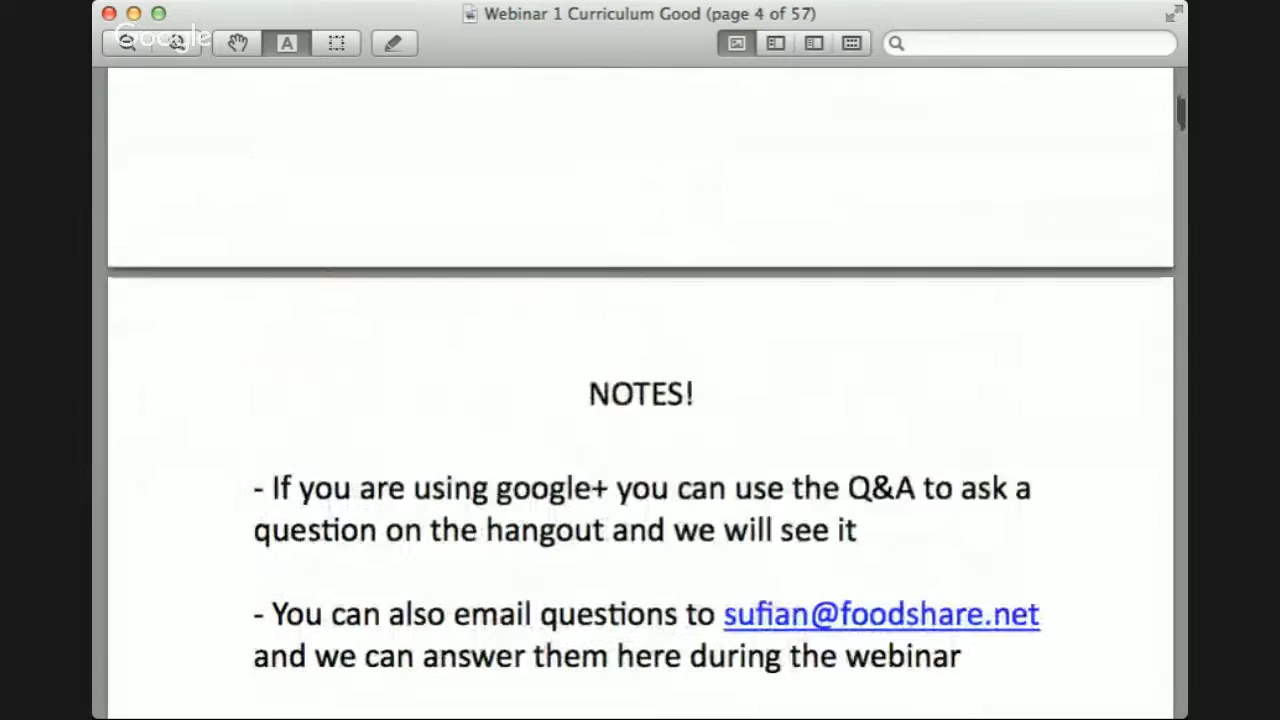 Webinar 1 Curriculum Good (page 4 of 57)
Google
A
NOTES!
- If you are using google+ you can use the Q&A to ask a
question on the hangout and we will see it
- You can also email questions to sufian@foodshare.net
and we can answer them here during the webinar